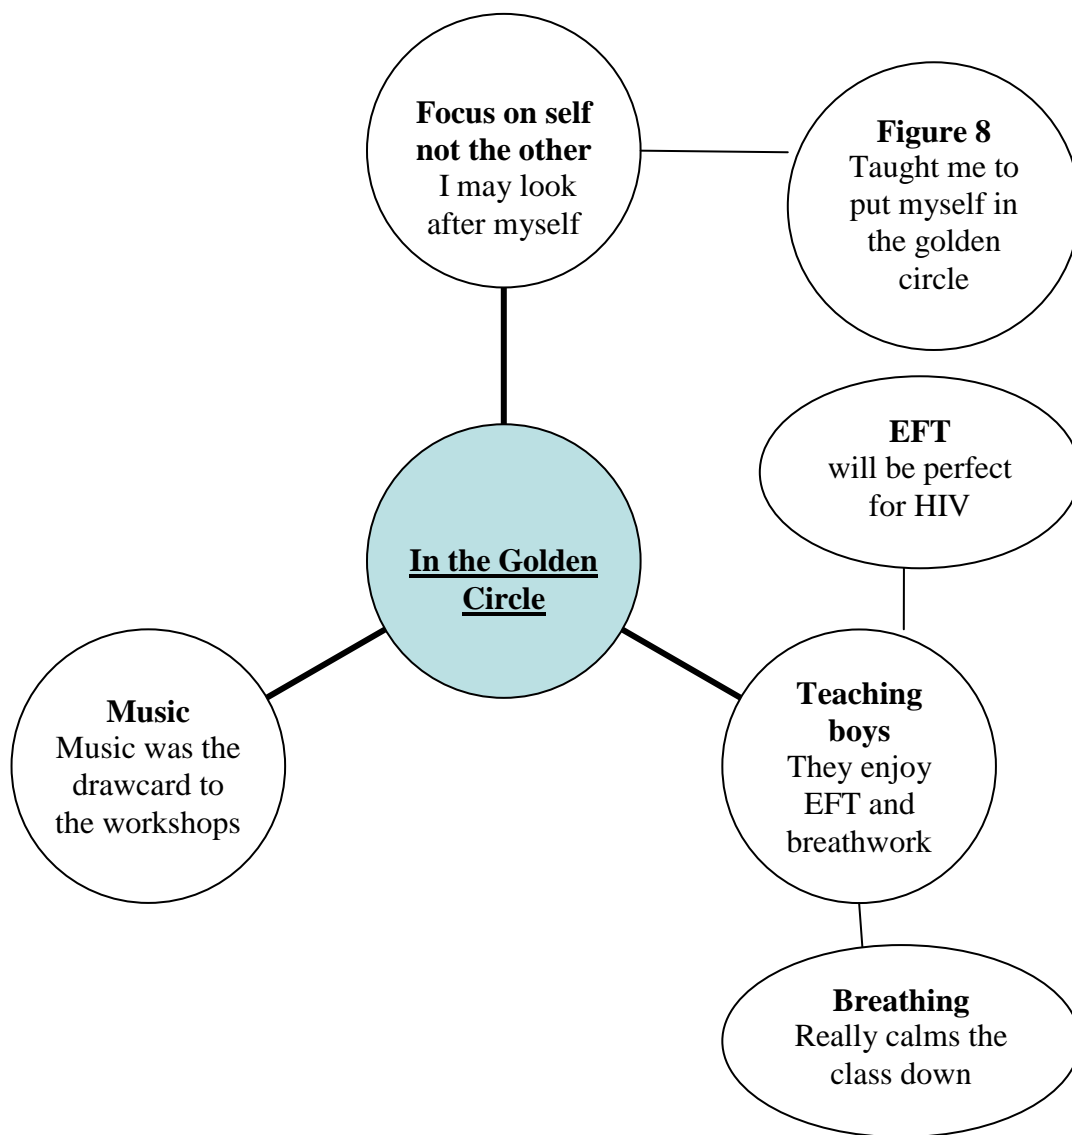 Focus on self
not the other
I may look
after myself
Figure 8
Taught me to
put myself in
the golden
circle
EFT
will be perfect
for HIV
In the Golden
Circle
Music
Music was the
drawcard to
the workshops
Teaching
boys
They enjoy
EFT and
breathwork
Breathing
Really calms the
class down